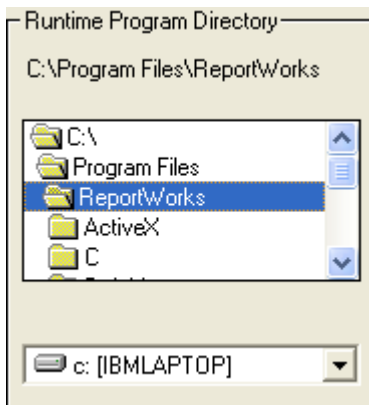 Runtime Program Directory
C:\Program Files\ReportWorks
C:\
Program Files
ReportWorks
ActiveX
C
c: [IBMLAPTOP]